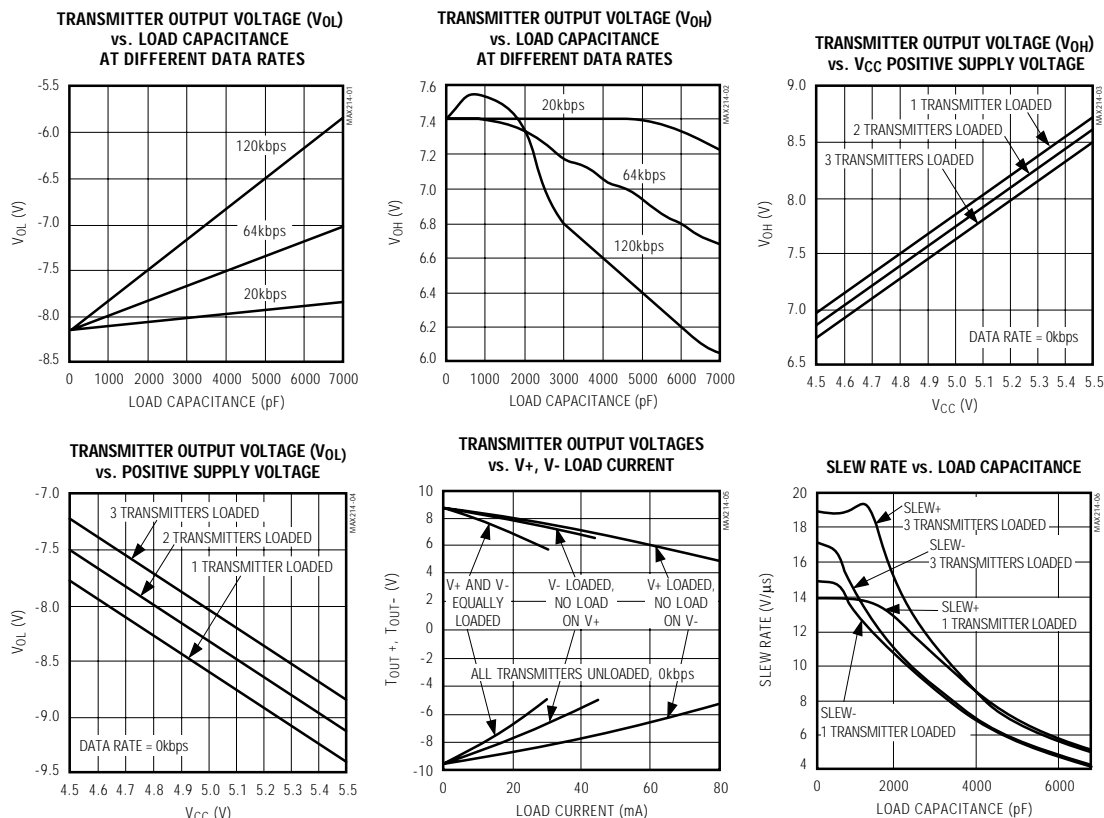 TRANSMITTER OUTPUT VOLTAGE (VOL)
vs. LOAD CAPACITANCE
AT DIFFERENT DATA RATES
MAX214-01
-5.5
-6.0
-6.5
-7.0
-7.5
-8.0
-8.5
VOL (V)
120kbps
64kbps
20kbps
0 1000 2000 3000 4000 5000 6000 7000
LOAD CAPACITANCE (pF)
TRANSMITTER OUTPUT VOLTAGE (VOH)
vs. LOAD CAPACITANCE
AT DIFFERENT DATA RATES
MAX214-02
7.6
7.4
7.2
7.0
6.8
6.6
6.4
6.2
6.0
VOH (V)
20kbps
64kbps
120kbps
0 1000 2000 3000 4000 5000 6000 7000
LOAD CAPACITANCE (pF)
TRANSMITTER OUTPUT VOLTAGE (VOH)
vs. VCC POSITIVE SUPPLY VOLTAGE
MAX214-03
9.0
8.5
8.0
7.5
7.0
6.5
VOH (V)
1 TRANSMITTER LOADED
2 TRANSMITTERS LOADED
3 TRANSMITTERS LOADED
DATA RATE = 0kbps
4.5 4.6 4.7 4.8 4.9 5.0 5.1 5.2 5.3 5.4 5.5
VCC (V)
TRANSMITTER OUTPUT VOLTAGE (VOL)
vs. POSITIVE SUPPLY VOLTAGE
MAX214-04
-7.0
-7.5
-8.0
-8.5
-9.0
-9.5
VOL (V)
3 TRANSMITTERS LOADED
2 TRANSMITTERS LOADED
1 TRANSMITTER LOADED
DATA RATE = 0kbps
4.5 4.6 4.7 4.8 4.9 5.0 5.1 5.2 5.3 5.4 5.5
VCC (V)
TRANSMITTER OUTPUT VOLTAGES
vs. V+, V- LOAD CURRENT
MAX214-05
10
8
6
4
2
0
-2
-4
-6
-8
-10
TOUT +, TOUT- (V)
V+ AND V-
EQUALLY
LOADED
V- LOADED,
NO LOAD
ON V+
V+ LOADED,
NO LOAD
ON V-
ALL TRANSMITTERS UNLOADED, 0kbps
0 20 40 60 80
LOAD CURRENT (mA)
SLEW RATE vs. LOAD CAPACITANCE
MAX214-06
20
18
16
14
12
10
8
6
4
SLEW RATE (V/µs)
SLEW+
3 TRANSMITTERS LOADED
SLEW-
3 TRANSMITTERS LOADED
SLEW+
1 TRANSMITTER LOADED
SLEW-
1 TRANSMITTER LOADED
0 2000 4000 6000
LOAD CAPACITANCE (pF)